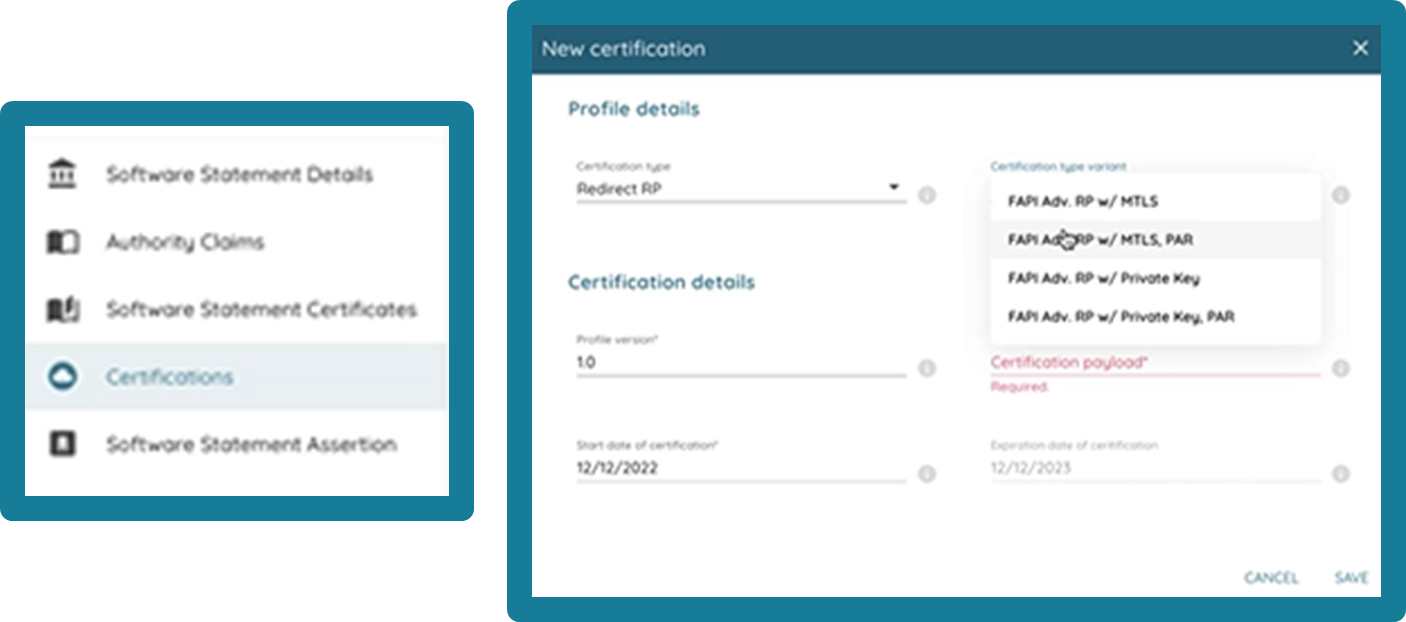 Software Statement Details
Authority Claims
Software Statement Certificates
Certifications
Software Statement Assertion
New certification
Profile details
Certification type
Redirect RP
Certification type variant
FAPI Adv. RP w/ MTLS
FAPI Adv. RP w/ MTLS, PAR
FAPI Adv. RP w/ Private Key
FAPI Adv. RP w/ Private Key, PAR
Certification details
Profile version*
1.0
Certification payload*
Required.
Start date of certification*
12/12/2022
Expiration date of certification
12/12/2023
CANCEL
SAVE